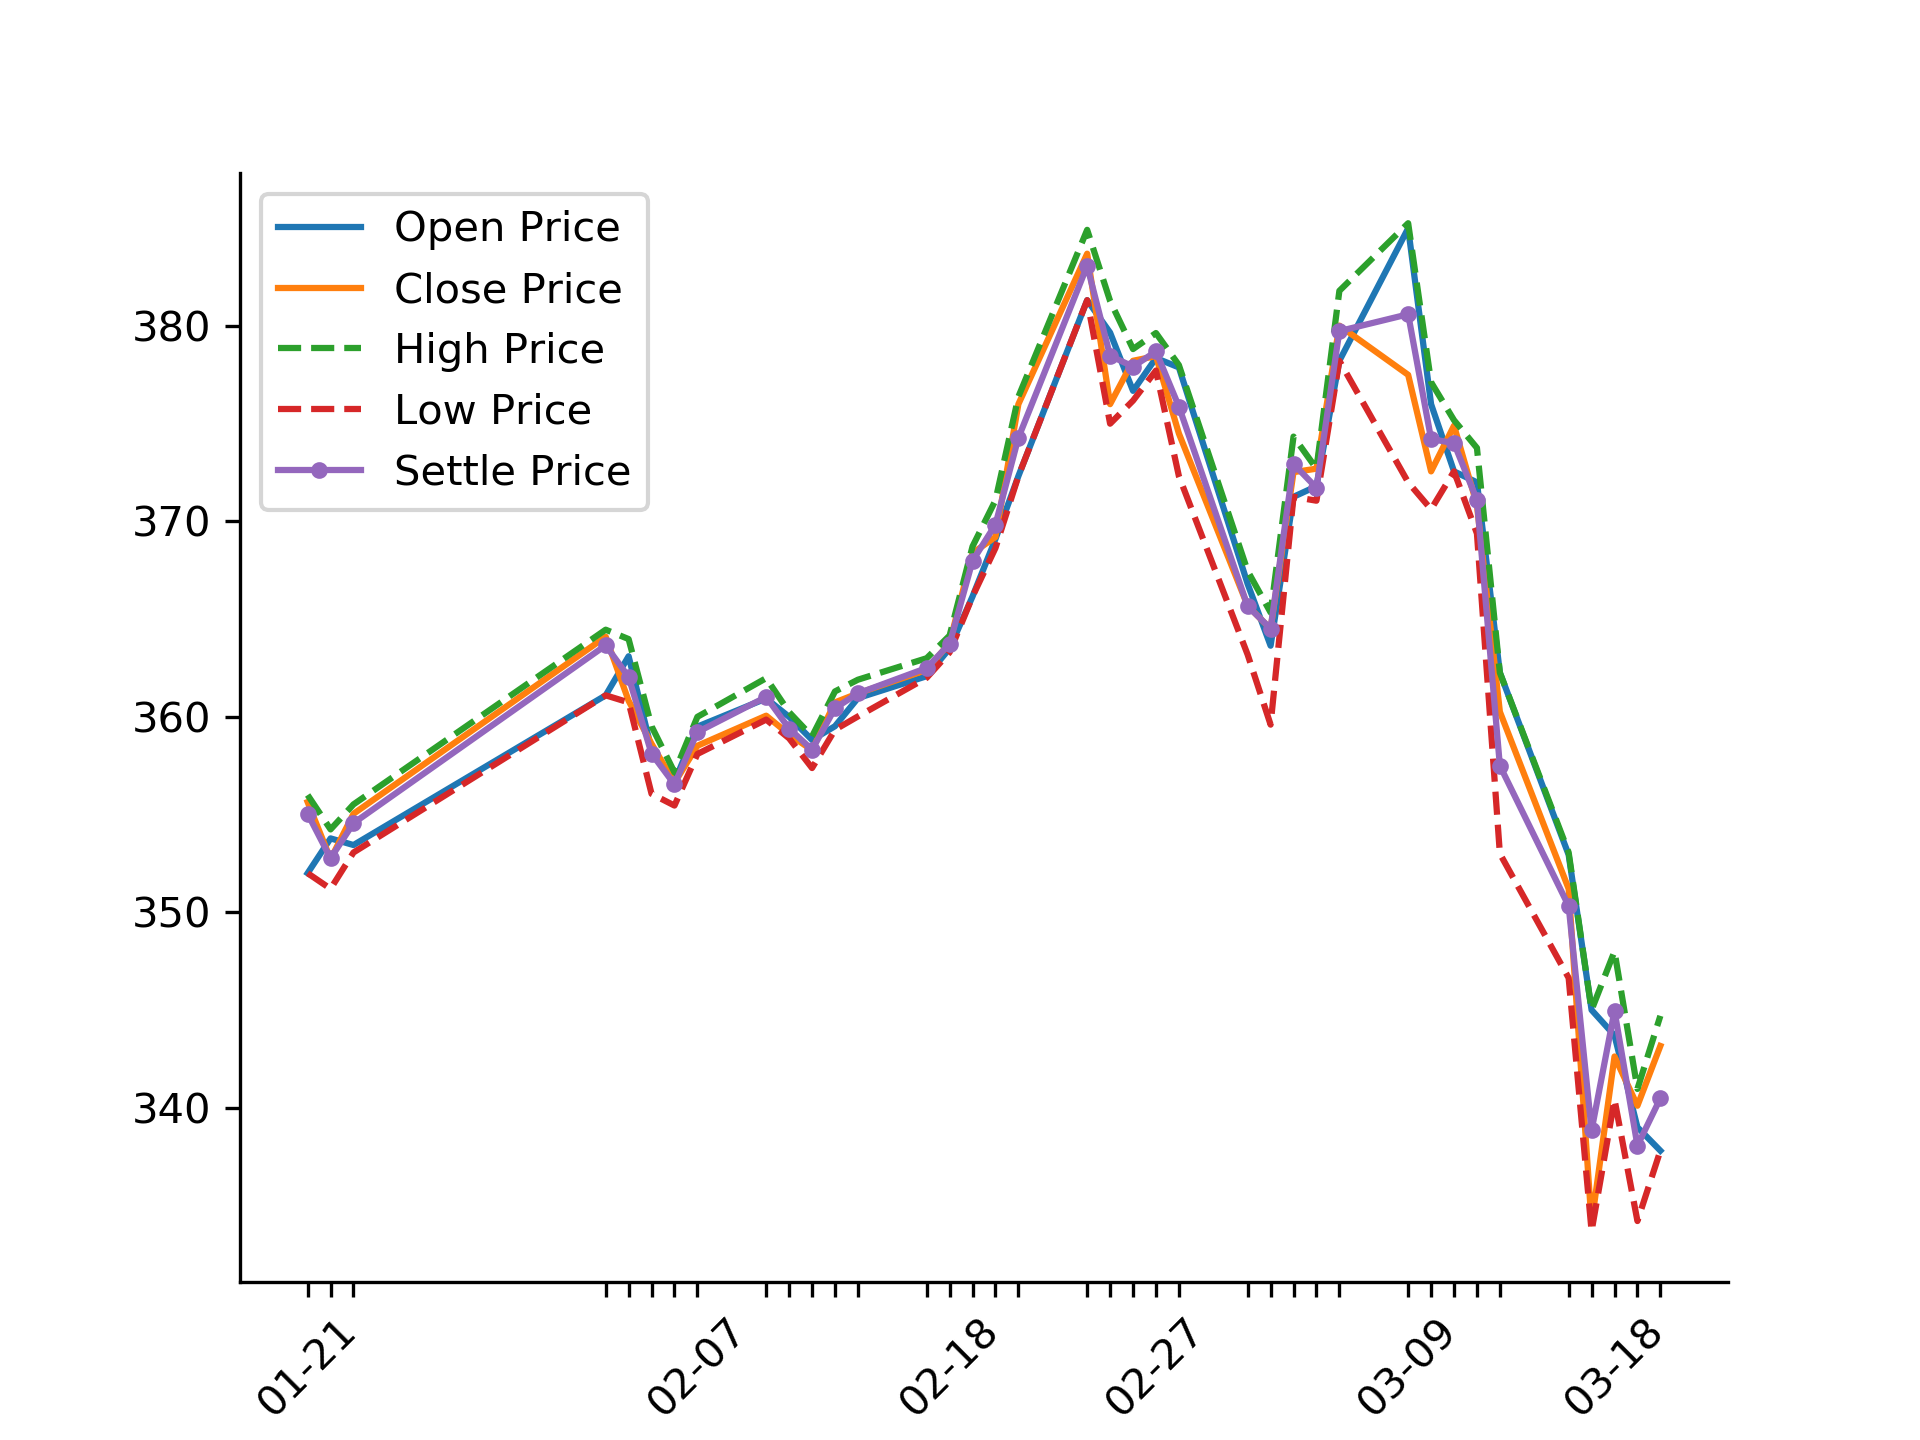 Open Price
Close Price
High Price
Low Price
Settle Price
380
370
360
350
340
01-21
02-07
02-18
02-27
03-09
03-18